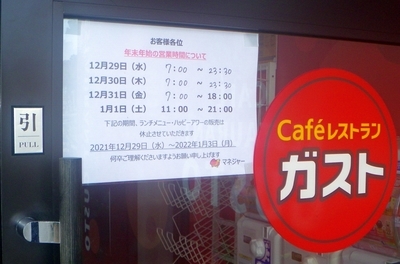 お客様各位
年末年始の営業時間について
12月29日（水） 7:00 ～ 23:30
12月30日（木） 7:00 ～ 23:30
12月31日（金） 7:00 ～ 18:00
1月1日（土） 11:00 ～ 21:00
下記の期間、ランチメニュー・ハッピーアワーの販売は
休止させていただきます
2021年12月29日（水）～2022年1月3日（月）
何卒ご理解くださいますようお願い申し上げます
マネジャー
引
PULL
Caféレストラン
ガスト